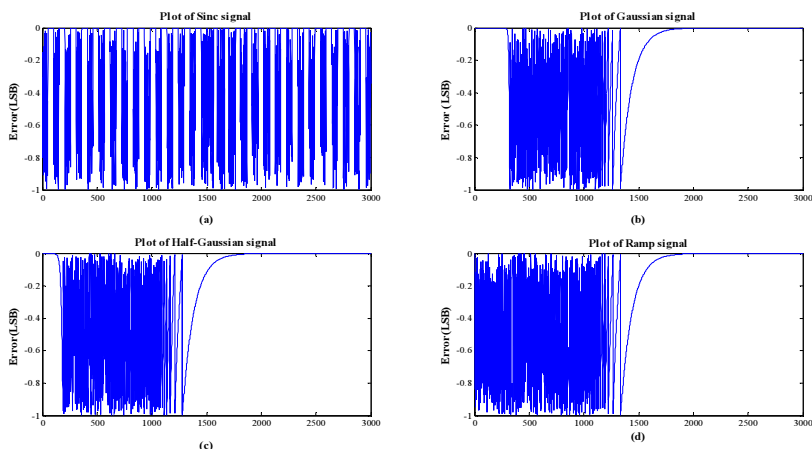 Plot of Sinc signal
Error(LSB)
0
-0.2
-0.4
-0.6
-0.8
-1
0 500 1000 1500 2000 2500 3000
(a)
Plot of Gaussian signal
Error (LSB)
0
-0.2
-0.4
-0.6
-0.8
-1
0 500 1000 1500 2000 2500 3000
(b)
Plot of Half-Gaussian signal
Error(LSB)
0
-0.2
-0.4
-0.6
-0.8
-1
0 500 1000 1500 2000 2500 3000
(c)
Plot of Ramp signal
Error(LSB)
0
-0.2
-0.4
-0.6
-0.8
-1
0 500 1000 1500 2000 2500 3000
(d)